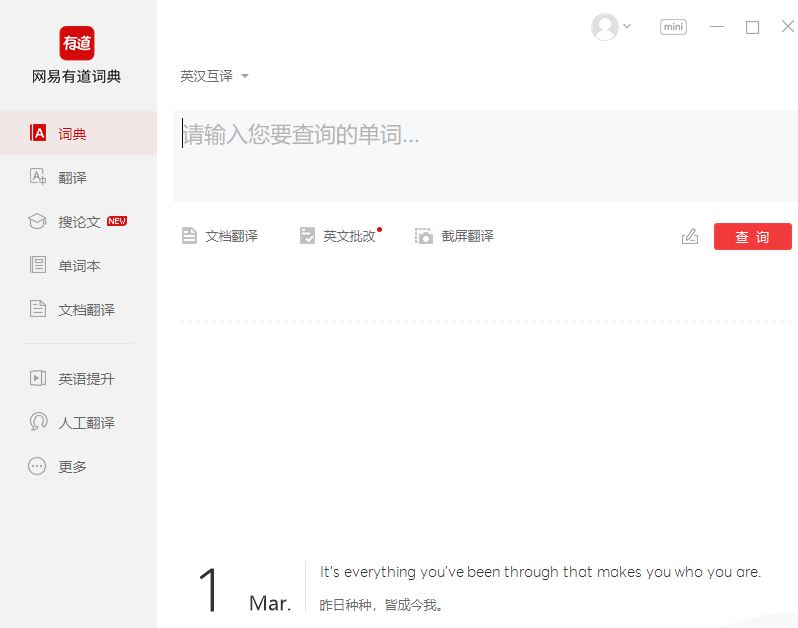 有道
网易有道词典
词典
翻译
搜论文 NEW
单词本
文档翻译
英语提升
人工翻译
更多
mini
英汉互译
请输入您要查询的单词...
文档翻译 英文批改 截屏翻译 查询
1 Mar.
It's everything you've been through that makes you who you are.
昨日种种，皆成今我。